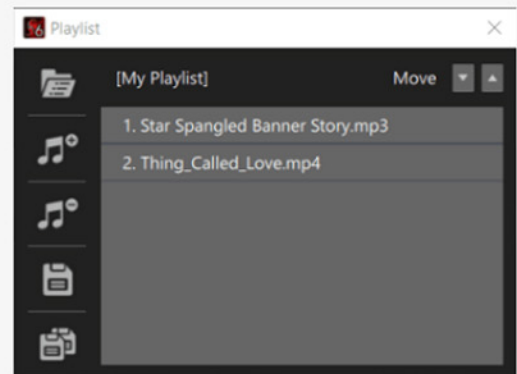 Playlist
[My Playlist] Move
1. Star Spangled Banner Story.mp3
2. Thing_Called_Love.mp4